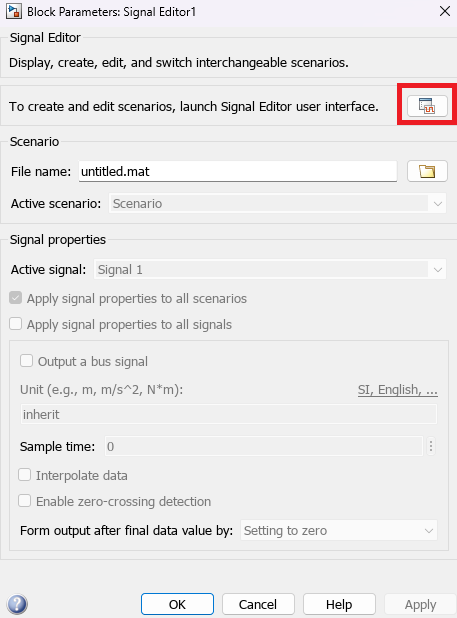 Block Parameters: Signal Editor1
Signal Editor
Display, create, edit, and switch interchangeable scenarios.
To create and edit scenarios, launch Signal Editor user interface.
Scenario
File name: untitled.mat
Active scenario: Scenario
Signal properties
Active signal: Signal 1
Apply signal properties to all scenarios
Apply signal properties to all signals
Output a bus signal
Unit (e.g., m, m/s^2, N*m): SI, English, ...
inherit
Sample time: 0
Interpolate data
Enable zero-crossing detection
Form output after final data value by: Setting to zero
? OK Cancel Help Apply